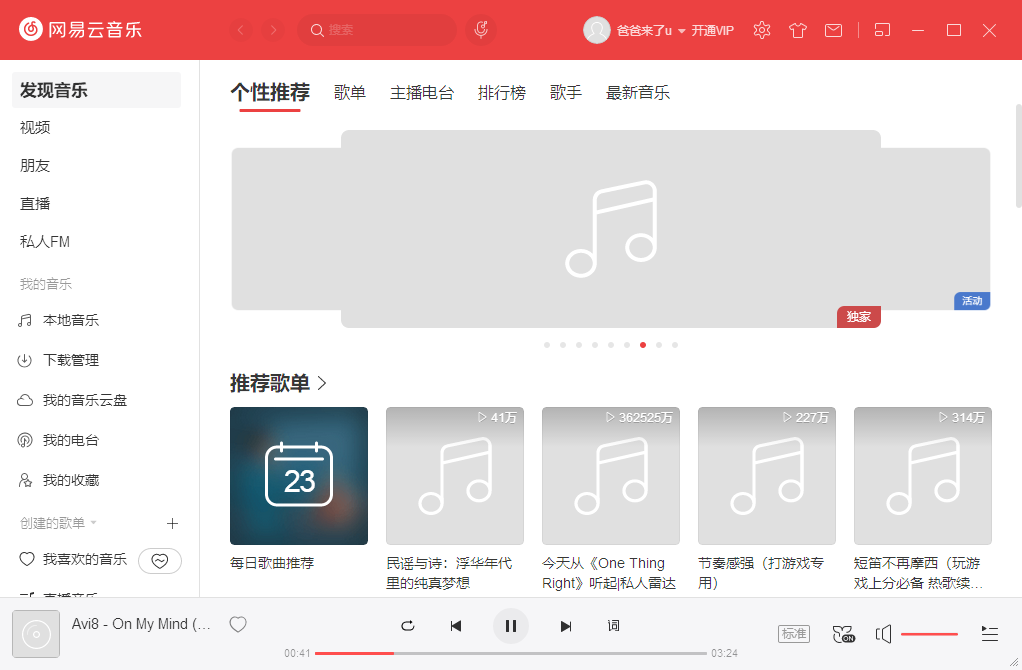 网易云音乐
搜索
爸爸来了u
开通VIP
发现音乐
视频
朋友
直播
私人FM
我的音乐
本地音乐
下载管理
我的音乐云盘
我的电台
我的收藏
创建的歌单
我喜欢的音乐
个性推荐 歌单 主播电台 排行榜 歌手 最新音乐
活动
独家
推荐歌单
23
每日歌曲推荐
41万
民谣与诗：浮华年代
里的纯真梦想
362525万
今天从《One Thing
Right》听起|私人雷达
227万
节奏感强（打游戏专
用）
314万
短笛不再摩西（玩游
戏上分必备 热歌续…
Avi8 - On My Mind (...
词
00:41
03:24
标准
ON